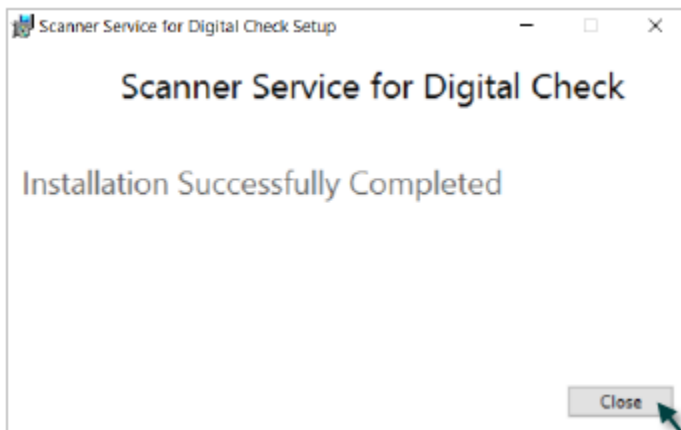 Scanner Service for Digital Check Setup
Scanner Service for Digital Check
Installation Successfully Completed
Close